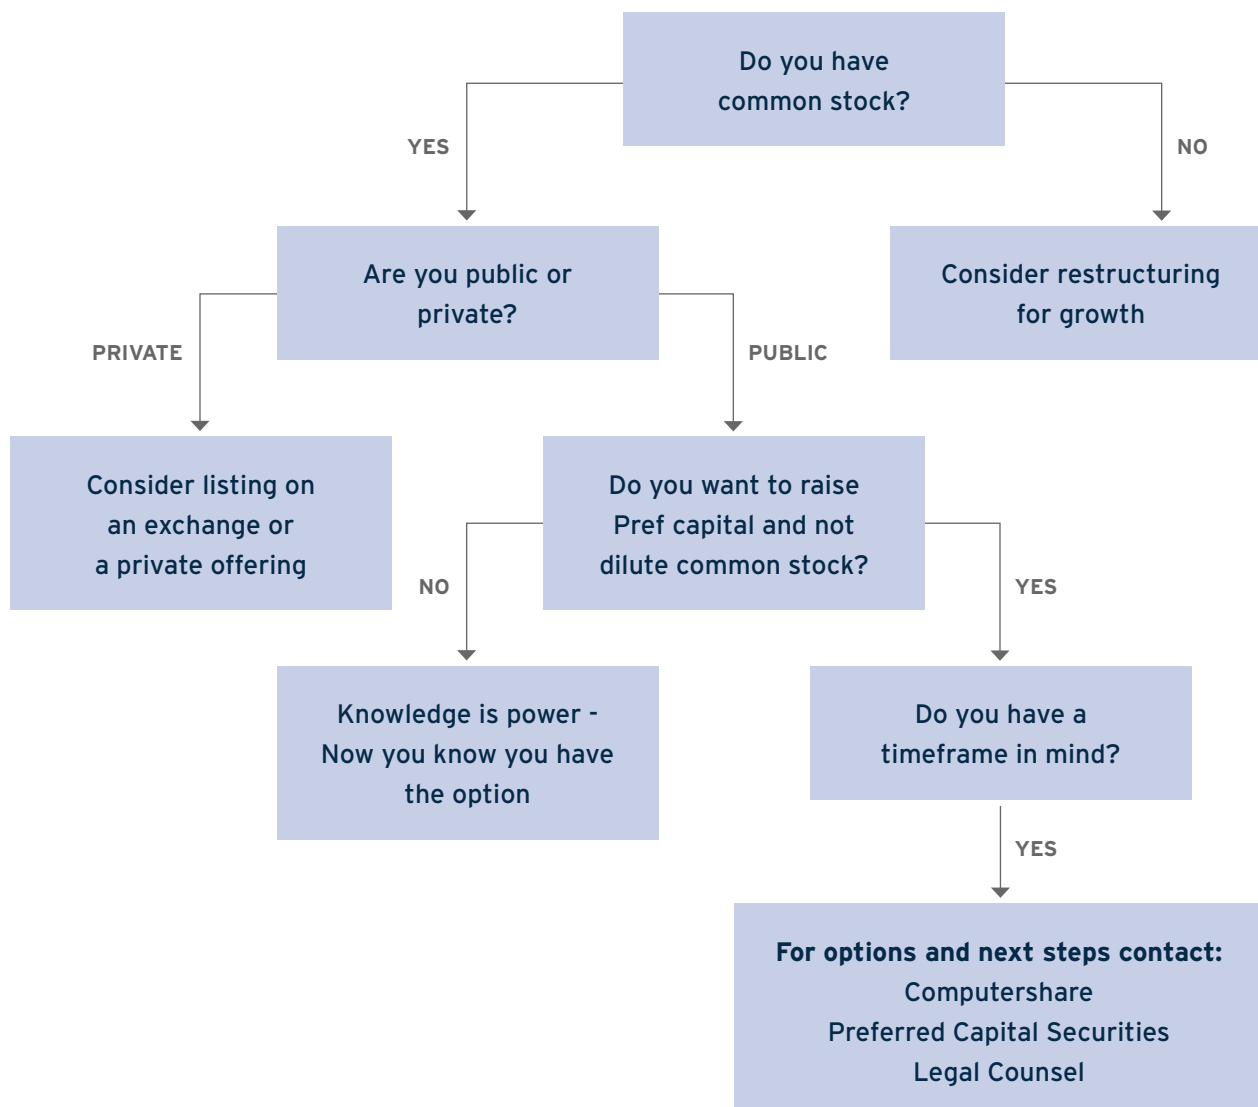 Do you have
common stock?
YES
NO
Are you public or
private?
Consider restructuring
for growth
PRIVATE
PUBLIC
Consider listing on
an exchange or
a private offering
Do you want to raise
Pref capital and not
dilute common stock?
NO
YES
Knowledge is power -
Now you know you have
the option
Do you have a
timeframe in mind?
YES
For options and next steps contact:
Computershare
Preferred Capital Securities
Legal Counsel